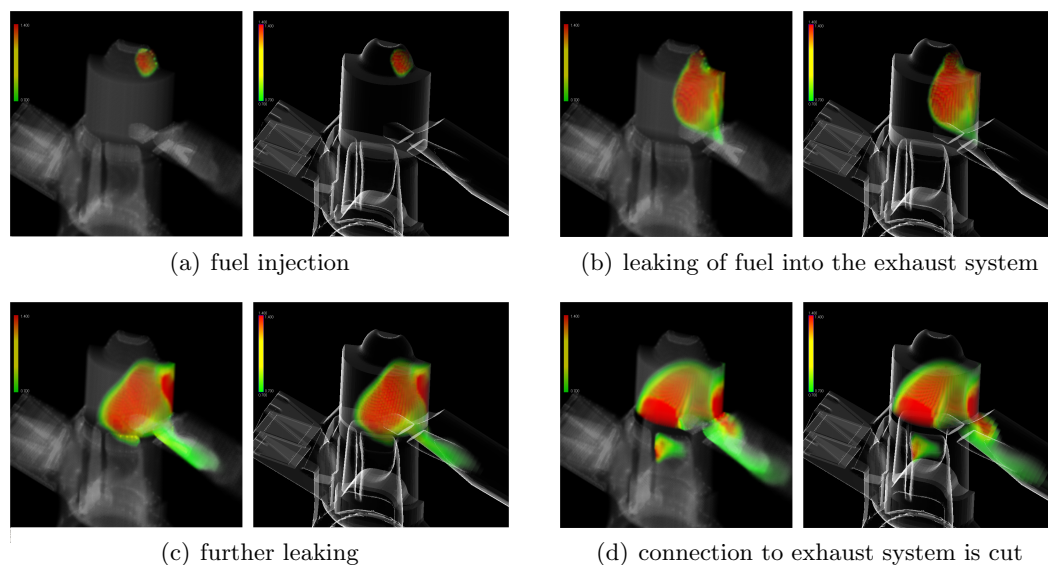 (a) fuel injection
(b) leaking of fuel into the exhaust system
(c) further leaking
(d) connection to exhaust system is cut